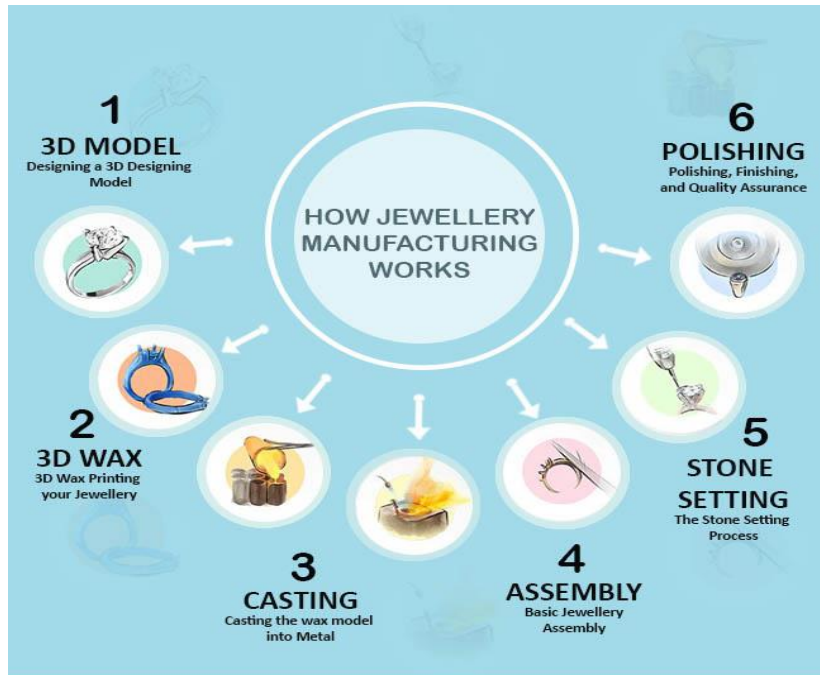 HOW JEWELLERY
MANUFACTURING
WORKS
1
3D MODEL
Designing a 3D Designing
Model
2
3D WAX
3D Wax Printing
your Jewellery
3
CASTING
Casting the wax model
into Metal
4
ASSEMBLY
Basic Jewellery
Assembly
5
STONE
SETTING
The Stone Setting
Process
6
POLISHING
Polishing, Finishing,
and Quality Assurance